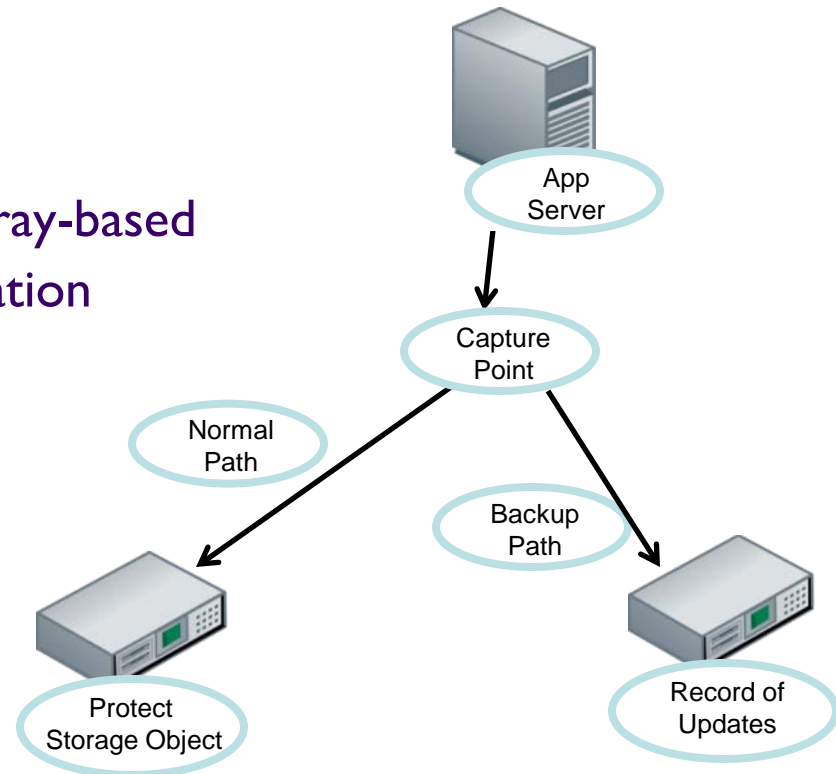 App
Server
ray-based
ation
Capture
Point
Normal
Path
Backup
Path
Protect
Storage Object
Record of
Updates